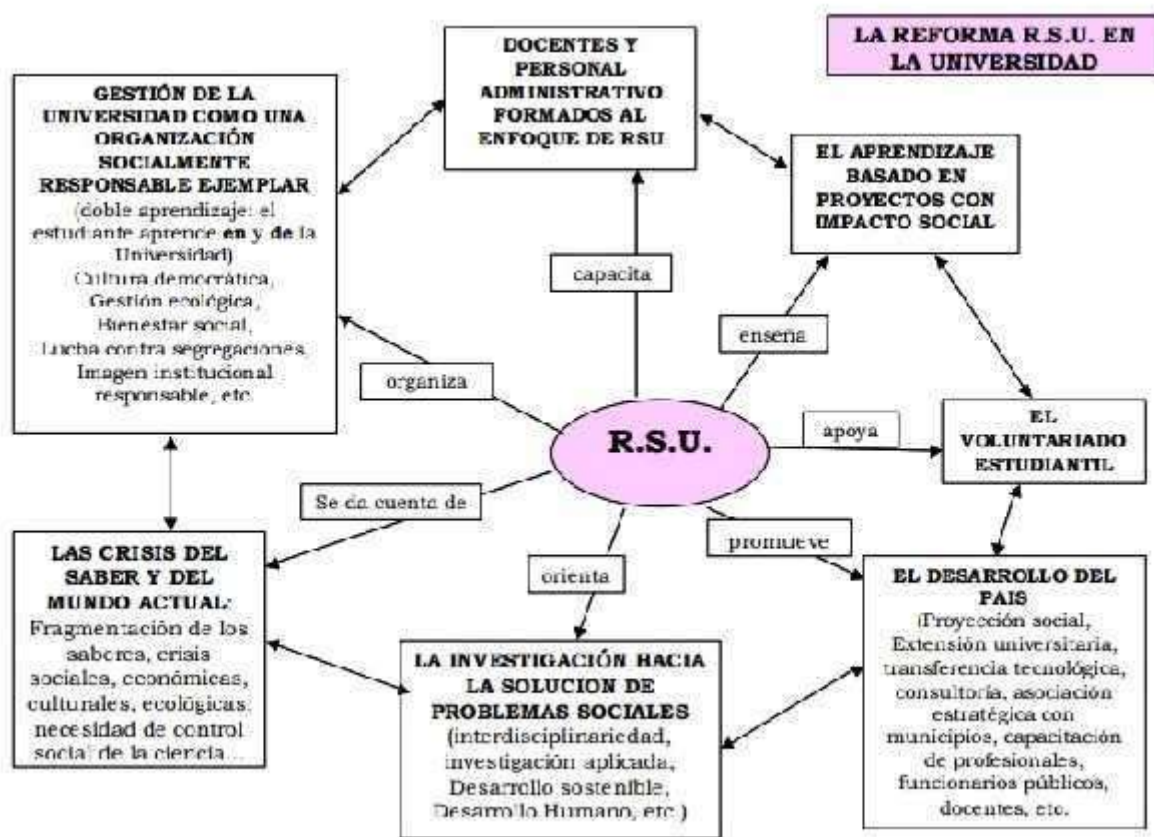 LA REFORMA R.S.U. EN
LA UNIVERSIDAD
DOCENTES Y
PERSONAL
ADMINISTRATIVO
FORMADOS AL
ENFOQUE DE RSU
GESTIÓN DE LA
UNIVERSIDAD COMO UNA
ORGANIZACIÓN
SOCIALMENTE
RESPONSABLE EJEMPLAR
(doble aprendizaje: el
estudiante aprende en y de la
Universidad)
Cultura democrática,
Gestión ecológica,
Bienestar social,
Lucha contra segregaciones,
Imagen institucional
responsable, etc.
EL APRENDIZAJE
BASADO EN
PROYECTOS CON
IMPACTO SOCIAL
capacita
enseña
organiza
R.S.U.
apoya
EL
VOLUNTARIADO
ESTUDIANTIL
Se da cuenta de
promueve
orienta
LAS CRISIS DEL
SABER Y DEL
MUNDO ACTUAL:
Fragmentación de los
saberes, crisis
sociales, económicas,
culturales, ecológicas;
necesidad de control
social de la ciencia...
LA INVESTIGACIÓN HACIA
LA SOLUCION DE
PROBLEMAS SOCIALES
(interdisciplinariedad,
investigación aplicada,
Desarrollo sostenible,
Desarrollo Humano, etc.)
EL DESARROLLO DEL
PAIS
(Proyección social,
Extensión universitaria,
transferencia tecnológica,
consultoría, asociación
estratégica con
municipios, capacitación
de profesionales,
funcionarios públicos,
docentes, etc.